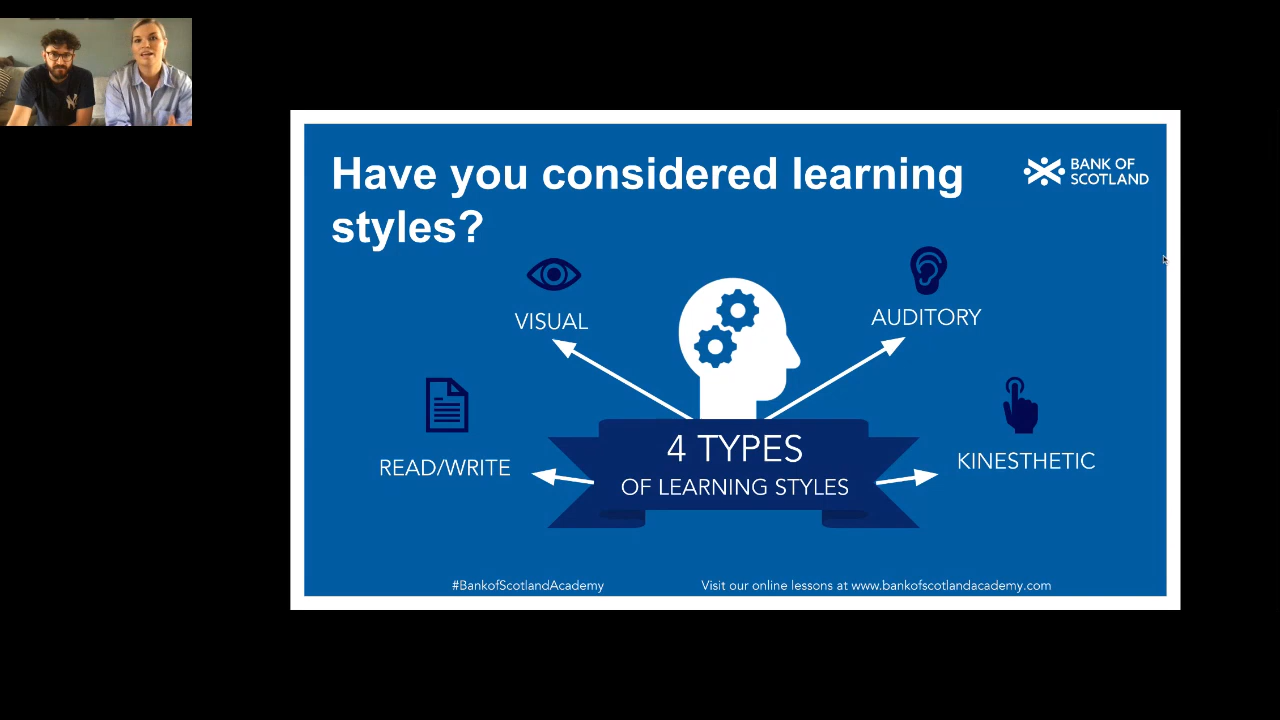 Have you considered learning
styles?
BANK OF
SCOTLAND
VISUAL
AUDITORY
READ/WRITE
KINESTHETIC
4 TYPES
OF LEARNING STYLES
#BankofScotlandAcademy
Visit our online lessons at www.bankofscotlandacademy.com